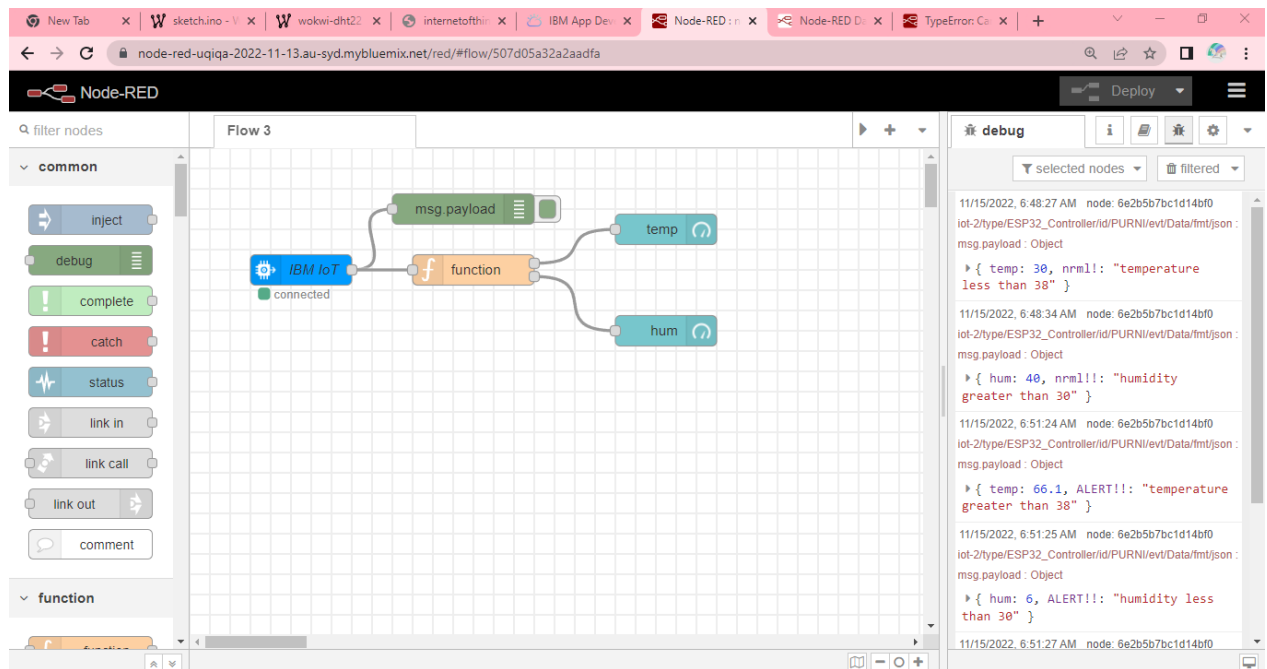 New Tab
sketch.ino - W
wokwi-dht22
internetofthin
IBM App Dev
Node-RED : n
Node-RED Da
TypeError: Ca
node-red-uqiqa-2022-11-13.au-syd.mybluemix.net/red/#flow/507d05a32a2aadfa
Node-RED
Deploy
filter nodes
Flow 3
debug
i
common
selected nodes
filtered
inject
debug
complete
catch
status
link in
link call
link out
comment
function
msg.payload
IBM IoT
connected
function
temp
hum
11/15/2022, 6:48:27 AM node: 6e2b5b7bc1d14bf0
iot-2/type/ESP32_Controller/id/PURNI/evt/Data/fmt/json :
msg.payload : Object
{ temp: 30, nrml!: "temperature
less than 38" }
11/15/2022, 6:48:34 AM node: 6e2b5b7bc1d14bf0
iot-2/type/ESP32_Controller/id/PURNI/evt/Data/fmt/json :
msg.payload : Object
{ hum: 40, nrml!!: "humidity
greater than 30" }
11/15/2022, 6:51:24 AM node: 6e2b5b7bc1d14bf0
iot-2/type/ESP32_Controller/id/PURNI/evt/Data/fmt/json :
msg.payload : Object
{ temp: 66.1, ALERT!!: "temperature
greater than 38" }
11/15/2022, 6:51:25 AM node: 6e2b5b7bc1d14bf0
iot-2/type/ESP32_Controller/id/PURNI/evt/Data/fmt/json :
msg.payload : Object
{ hum: 6, ALERT!!: "humidity less
than 30" }
11/15/2022, 6:51:27 AM node: 6e2b5b7bc1d14bf0